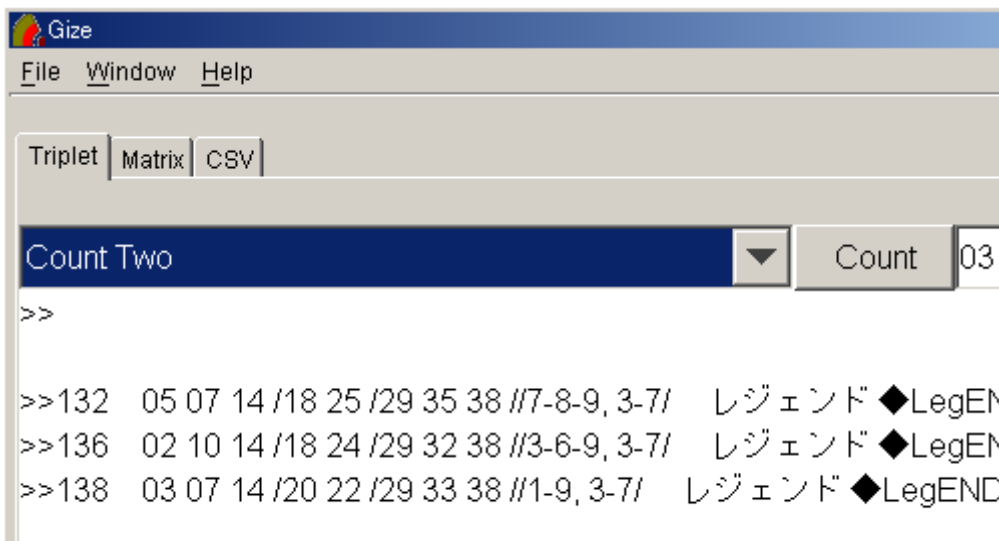 Gize
File Window Help
Triplet Matrix CSV
Count Two Count 03
>>
>>132 05 07 14 /18 25 /29 35 38 //7-8-9, 3-7/ レジェンド◆LegEN
>>136 02 10 14 /18 24 /29 32 38 //3-6-9, 3-7/ レジェンド◆LegEN
>>138 03 07 14 /20 22 /29 33 38 //1-9, 3-7/ レジェンド◆LegEND